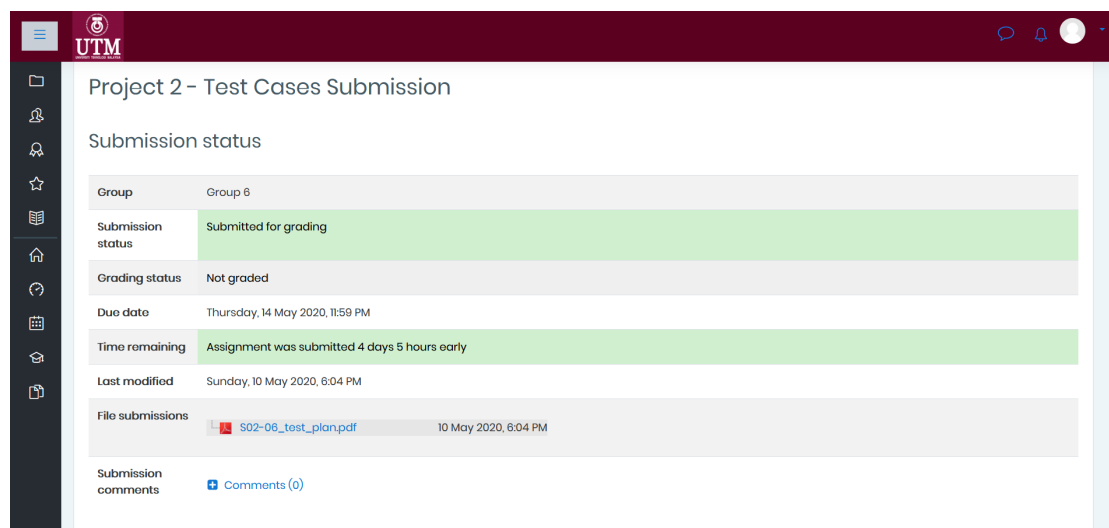 UTM
Project 2 - Test Cases Submission
Submission status
Group Group 6
Submission status Submitted for grading
Grading status Not graded
Due date Thursday, 14 May 2020, 11:59 PM
Time remaining Assignment was submitted 4 days 5 hours early
Last modified Sunday, 10 May 2020, 6:04 PM
File submissions
S02-06_test_plan.pdf 10 May 2020, 6:04 PM
Submission comments Comments (0)